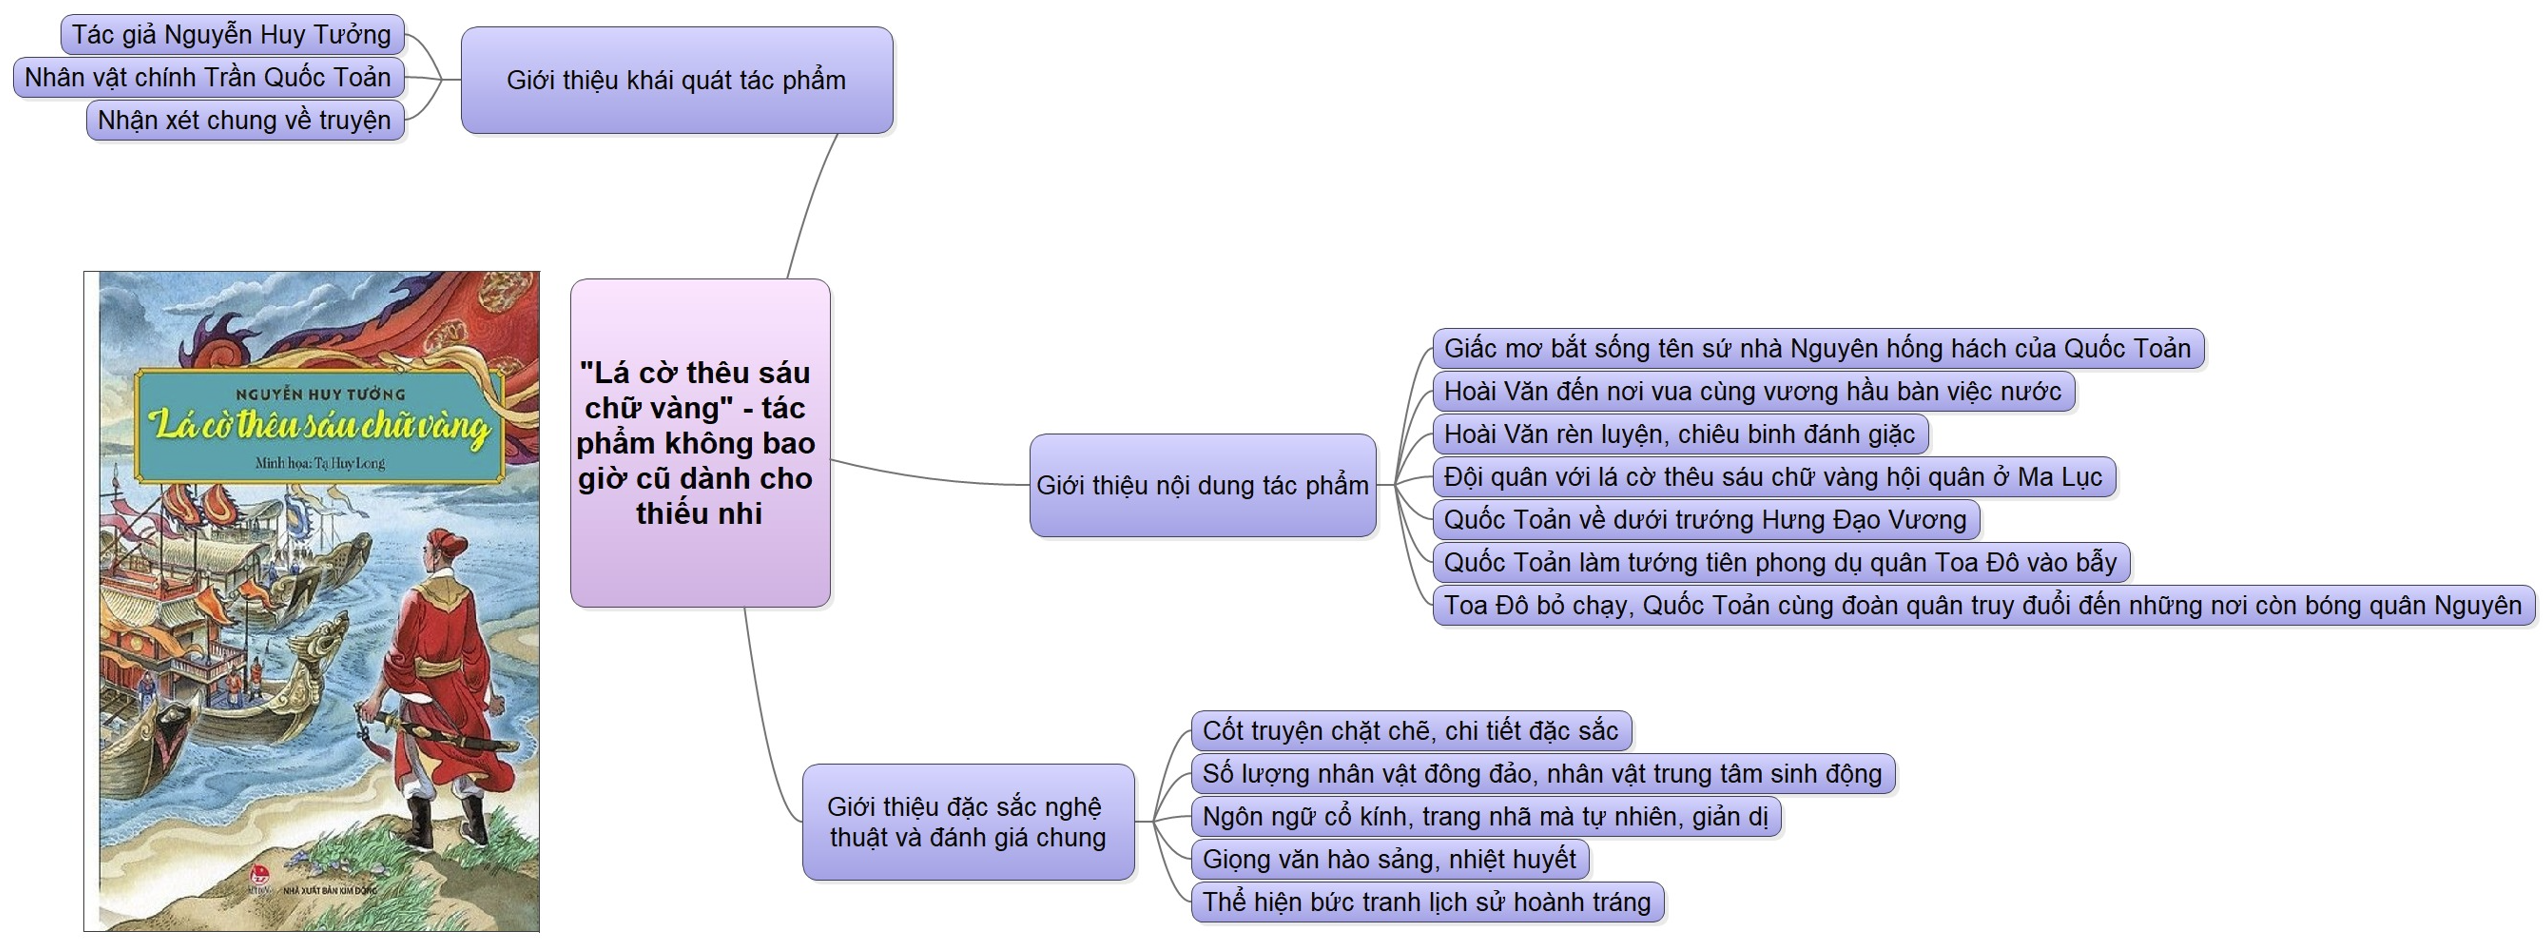 Tác giả Nguyễn Huy Tưởng
Nhân vật chính Trần Quốc Toản
Nhận xét chung về truyện
Giới thiệu khái quát tác phẩm
NGUYỄN HUY TƯỞNG
Lá cờ thêu sáu chữ vàng
Minh họa: Tạ Huy Long
NHÀ XUẤT BẢN KIM ĐỒNG
"Lá cờ thêu sáu
chữ vàng" - tác
phẩm không bao
giờ cũ dành cho
thiếu nhi
Giới thiệu nội dung tác phẩm
Giấc mơ bắt sống tên sứ nhà Nguyên hống hách của Quốc Toản
Hoài Văn đến nơi vua cùng vương hầu bàn việc nước
Hoài Văn rèn luyện, chiêu binh đánh giặc
Đội quân với lá cờ thêu sáu chữ vàng hội quân ở Ma Lục
Quốc Toản về dưới trướng Hưng Đạo Vương
Quốc Toản làm tướng tiên phong dụ quân Toa Đô vào bẫy
Toa Đô bỏ chạy, Quốc Toản cùng đoàn quân truy đuổi đến những nơi còn bóng quân Nguyên
Giới thiệu đặc sắc nghệ
thuật và đánh giá chung
Cốt truyện chặt chẽ, chi tiết đặc sắc
Số lượng nhân vật đông đảo, nhân vật trung tâm sinh động
Ngôn ngữ cổ kính, trang nhã mà tự nhiên, giản dị
Giọng văn hào sảng, nhiệt huyết
Thể hiện bức tranh lịch sử hoành tráng